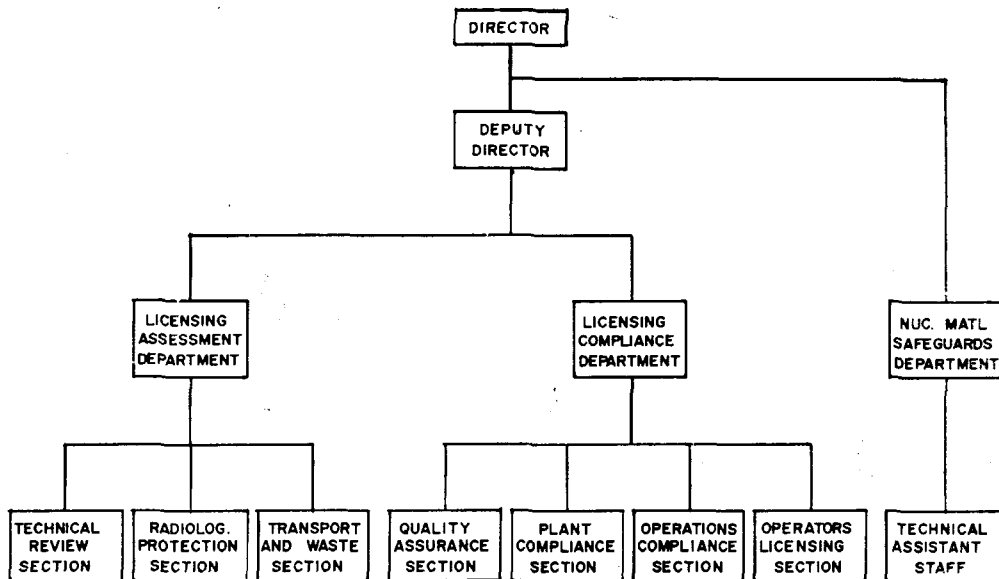 DIRECTOR
DEPUTY
DIRECTOR
LICENSING
ASSESSMENT
DEPARTMENT
LICENSING
COMPLIANCE
DEPARTMENT
NUC. MATL
SAFEGUARDS
DEPARTMENT
TECHNICAL
REVIEW
SECTION
RADIOLOG.
PROTECTION
SECTION
TRANSPORT
AND WASTE
SECTION
QUALITY
ASSURANCE
SECTION
PLANT
COMPLIANCE
SECTION
OPERATIONS
COMPLIANCE
SECTION
OPERATORS
LICENSING
SECTION
TECHNICAL
ASSISTANT
STAFF